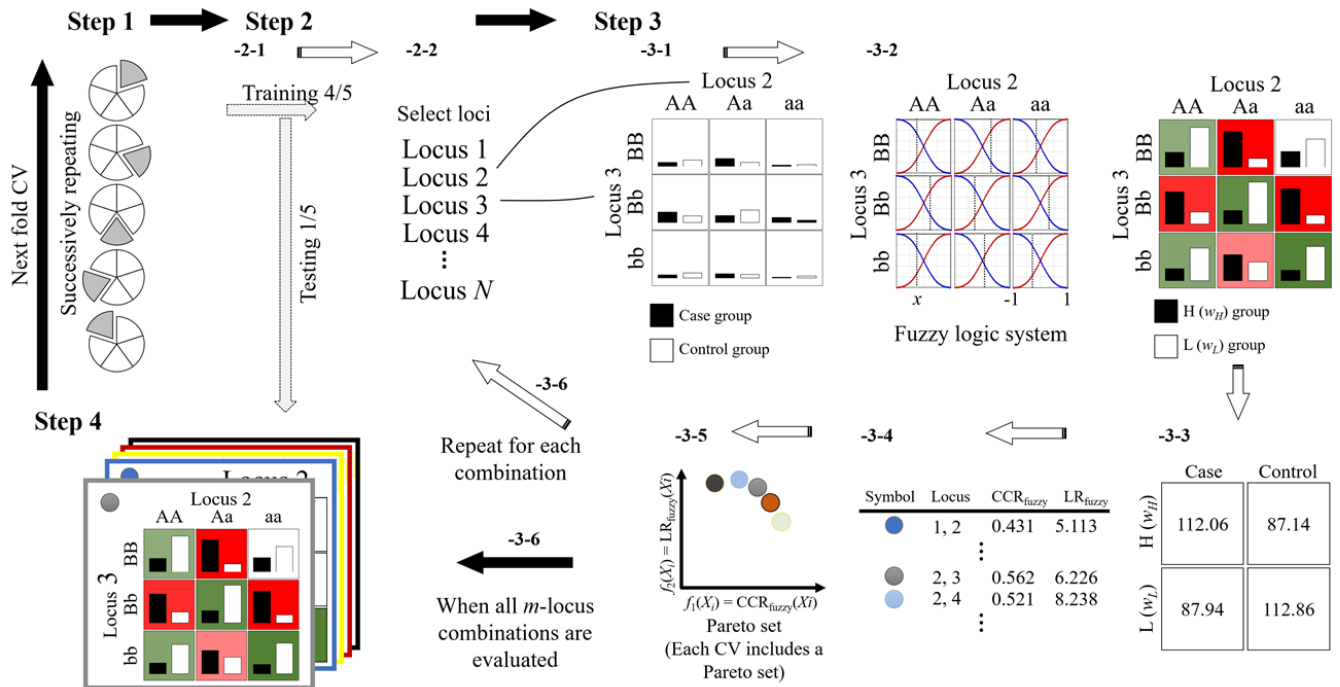 Step 1
Step 2
Step 3
-2-1
-2-2
-3-1
-3-2
Next fold CV
Successively repeating
Training 4/5
Testing 1/5
Select loci
Locus 1
Locus 2
Locus 3
Locus 4
⋮
Locus N
Locus 2
AA Aa aa
Locus 3
BB
Bb
bb
Case group
Control group
Locus 2
AA Aa aa
Locus 3
BB
Bb
bb
x -1 1
Fuzzy logic system
Locus 2
AA Aa aa
Locus 3
BB
Bb
bb
H (wH) group
L (wL) group
-3-3
Case Control
H (wH) 112.06 87.14
L (wL) 87.94 112.86
-3-4
Symbol Locus CCRfuzzy LRfuzzy
1, 2 0.431 5.113
⋮ ⋮
2, 3 0.562 6.226
2, 4 0.521 8.238
⋮ ⋮
-3-5
f2(Xi) = LRfuzzy(Xi)
f1(Xi) = CCRfuzzy(Xi)
Pareto set
(Each CV includes a
Pareto set)
-3-6
Repeat for each
combination
-3-6
When all m-locus
combinations are
evaluated
Step 4
Locus 2
Locus 2
AA Aa aa
Locus 3
BB
Bb
bb